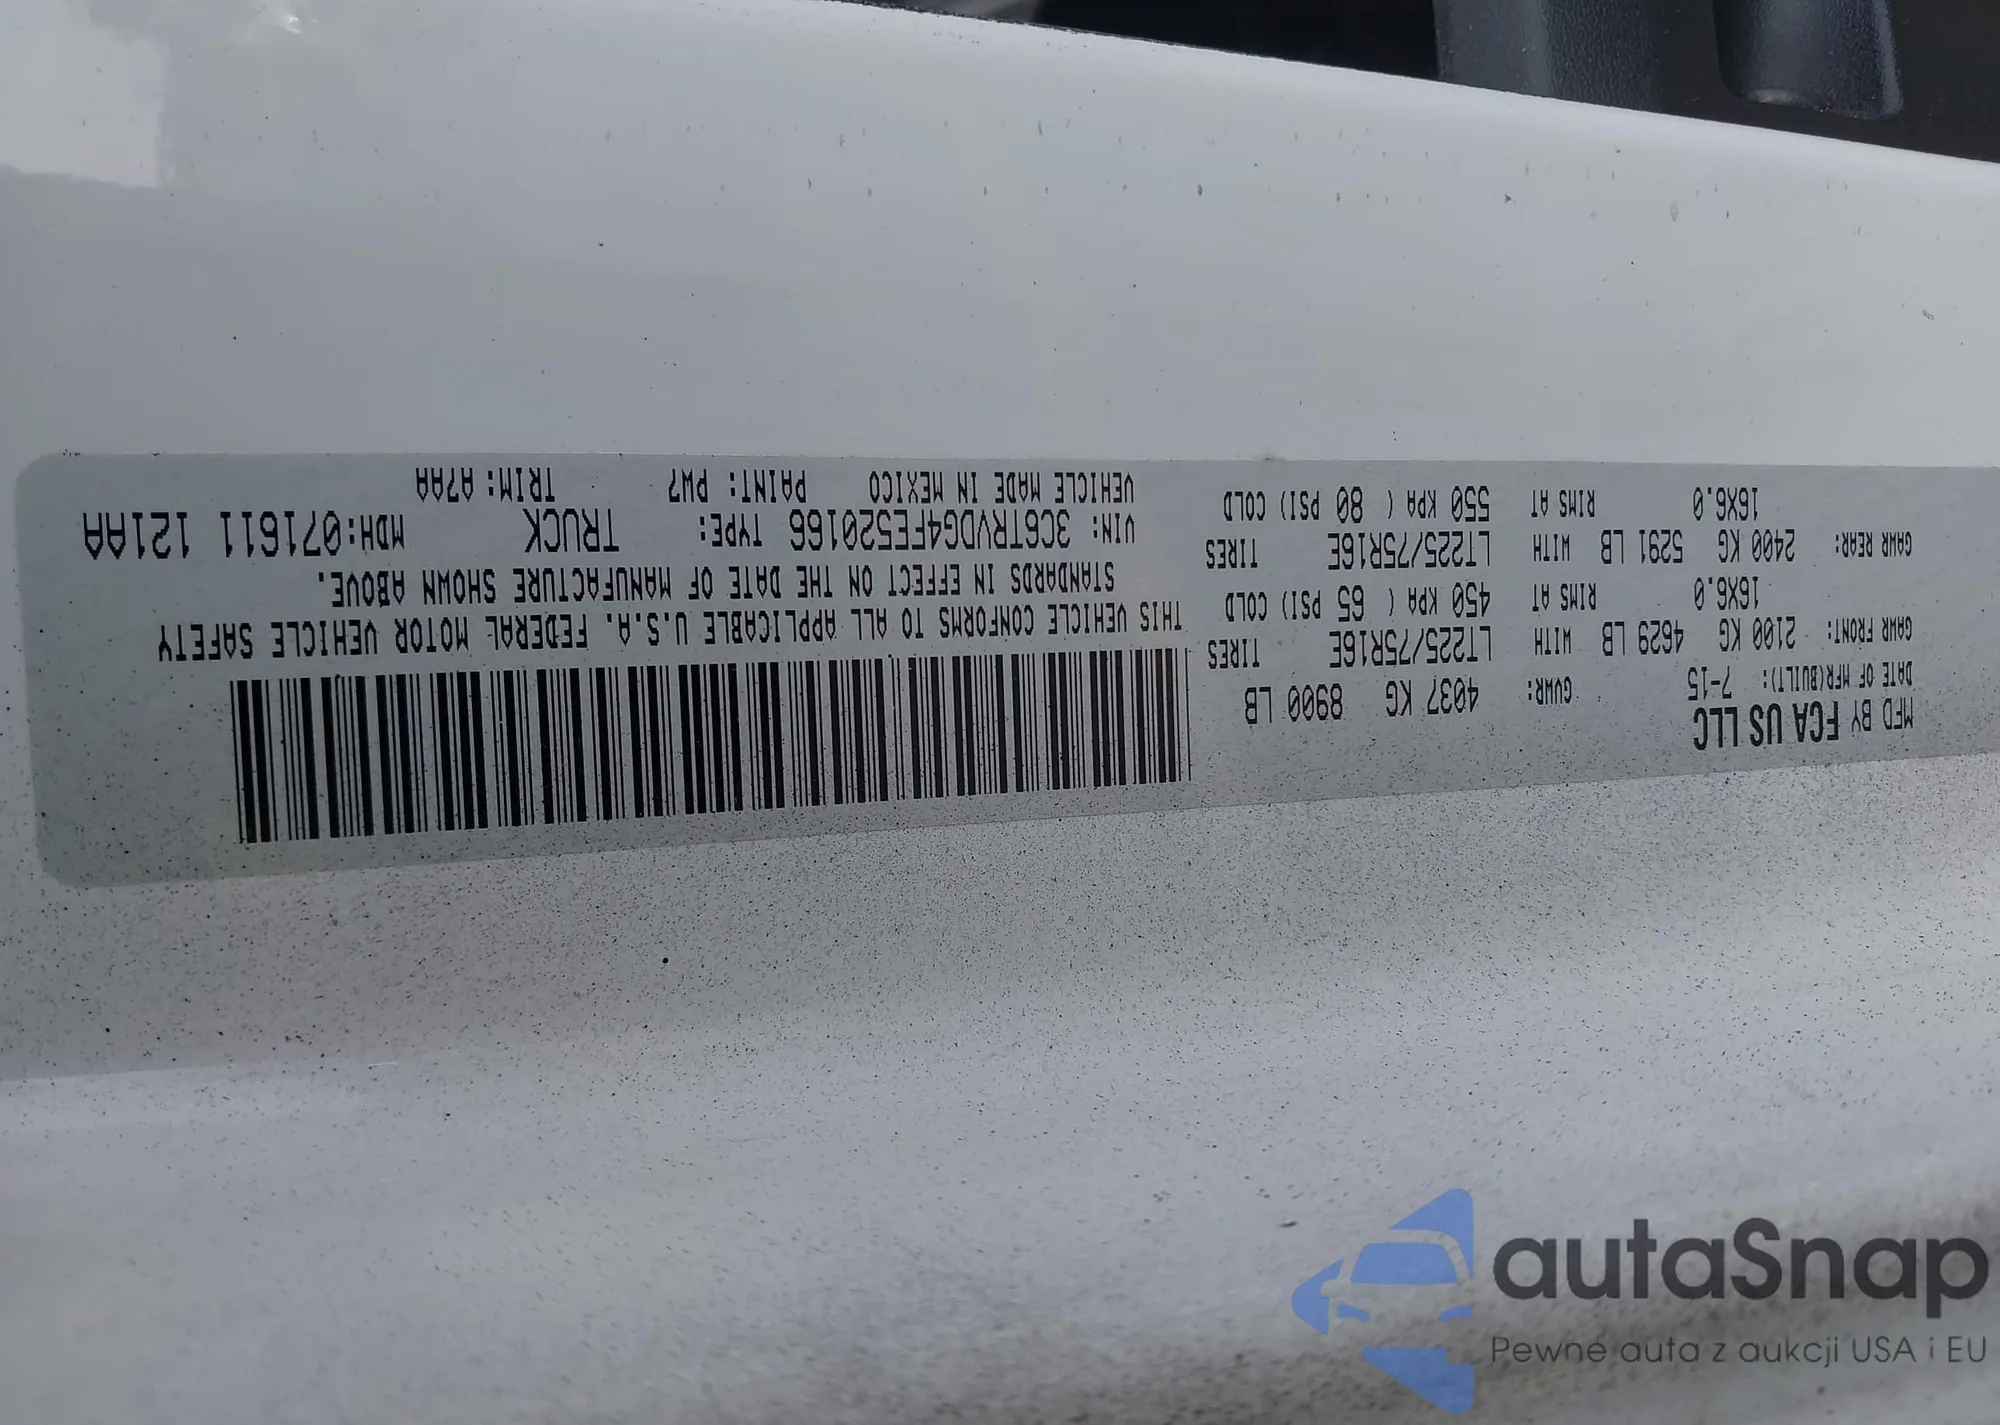 MFD BY FCA US LLC
DATE OF MFR(BUILT): 7-15 GVWR: 4037 KG 8900 LB
GAWR FRONT: 2100 KG 4629 LB WITH LT225/75R16E TIRES
16X6.0 RIMS AT 450 KPA ( 65 PSI) COLD
GAWR REAR: 2400 KG 5291 LB WITH LT225/75R16E TIRES
16X6.0 RIMS AT 550 KPA ( 80 PSI) COLD
THIS VEHICLE CONFORMS TO ALL APPLICABLE U.S.A. FEDERAL MOTOR VEHICLE SAFETY
STANDARDS IN EFFECT ON THE DATE OF MANUFACTURE SHOWN ABOVE.
VIN: 3C6TRVDG4FE520166 TYPE: TRUCK MDH:071611 121AA
VEHICLE MADE IN MEXICO PAINT: PW7 TRIM: A7AA
autaSnap
Pewne auta z aukcji USA i EU